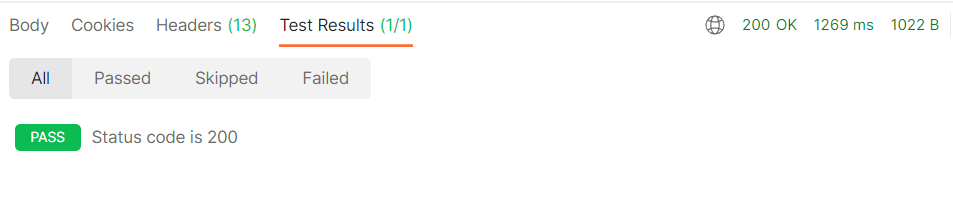 Body Cookies Headers (13) Test Results (1/1) 200 OK 1269 ms 1022 B
All Passed Skipped Failed
PASS Status code is 200